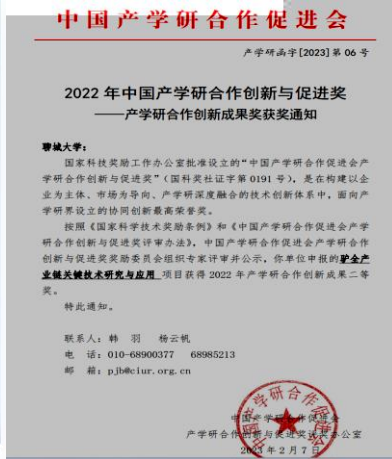 中国产学研合作促进会
产学研函字[2023]第 06 号
2022 年中国产学研合作创新与促进奖
——产学研合作创新成果奖获奖通知
聊城大学:
国家科技奖励工作办公室批准设立的“中国产学研合作促进会产
学研合作创新与促进奖”(国科奖社证字第 0191 号),是在构建以企
业为主体、市场为导向、产学研深度融合的技术创新体系中,面向产
学研界设立的协同创新最高荣誉奖。
按照《国家科学技术奖励条例》和《中国产学研合作促进会产学
研合作创新与促进奖评审办法》,中国产学研合作促进会产学研合作
创新与促进奖奖励委员会组织专家评审并公示,你单位申报的驴全产
业链关键技术研究与应用 项目获得 2022 年产学研合作创新成果二等
奖。
特此通知。
联系人:韩 羽 杨云帆
电 话:010-68900377 68985213
邮 箱:pjb@ciur.org.cn
中国产学研合作促进会
产学研合作创新与促进奖评奖办公室
2023 年 2 月 7 日